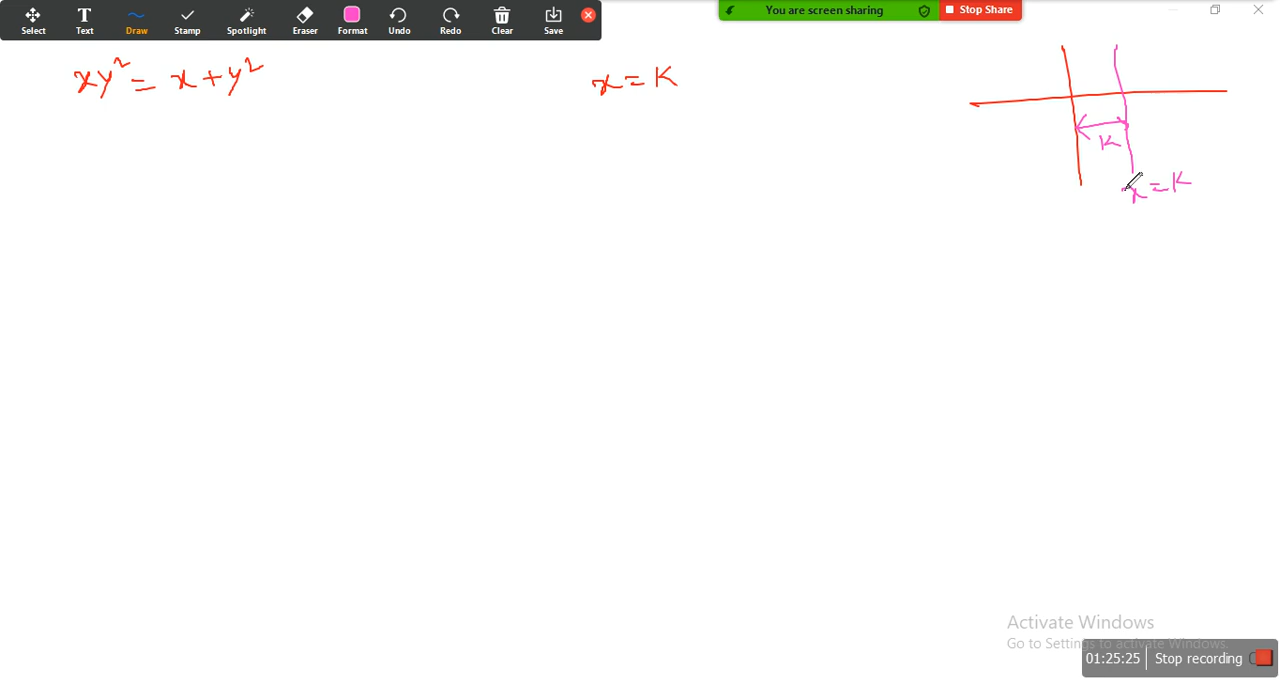 Select Text Draw Stamp Spotlight Eraser Format Undo Redo Clear Save
You are screen sharing Stop Share
xy² = x + y²
x = K
K
x = K
Activate Windows
Go to Settings to activate Windows.
01:25:25 Stop recording